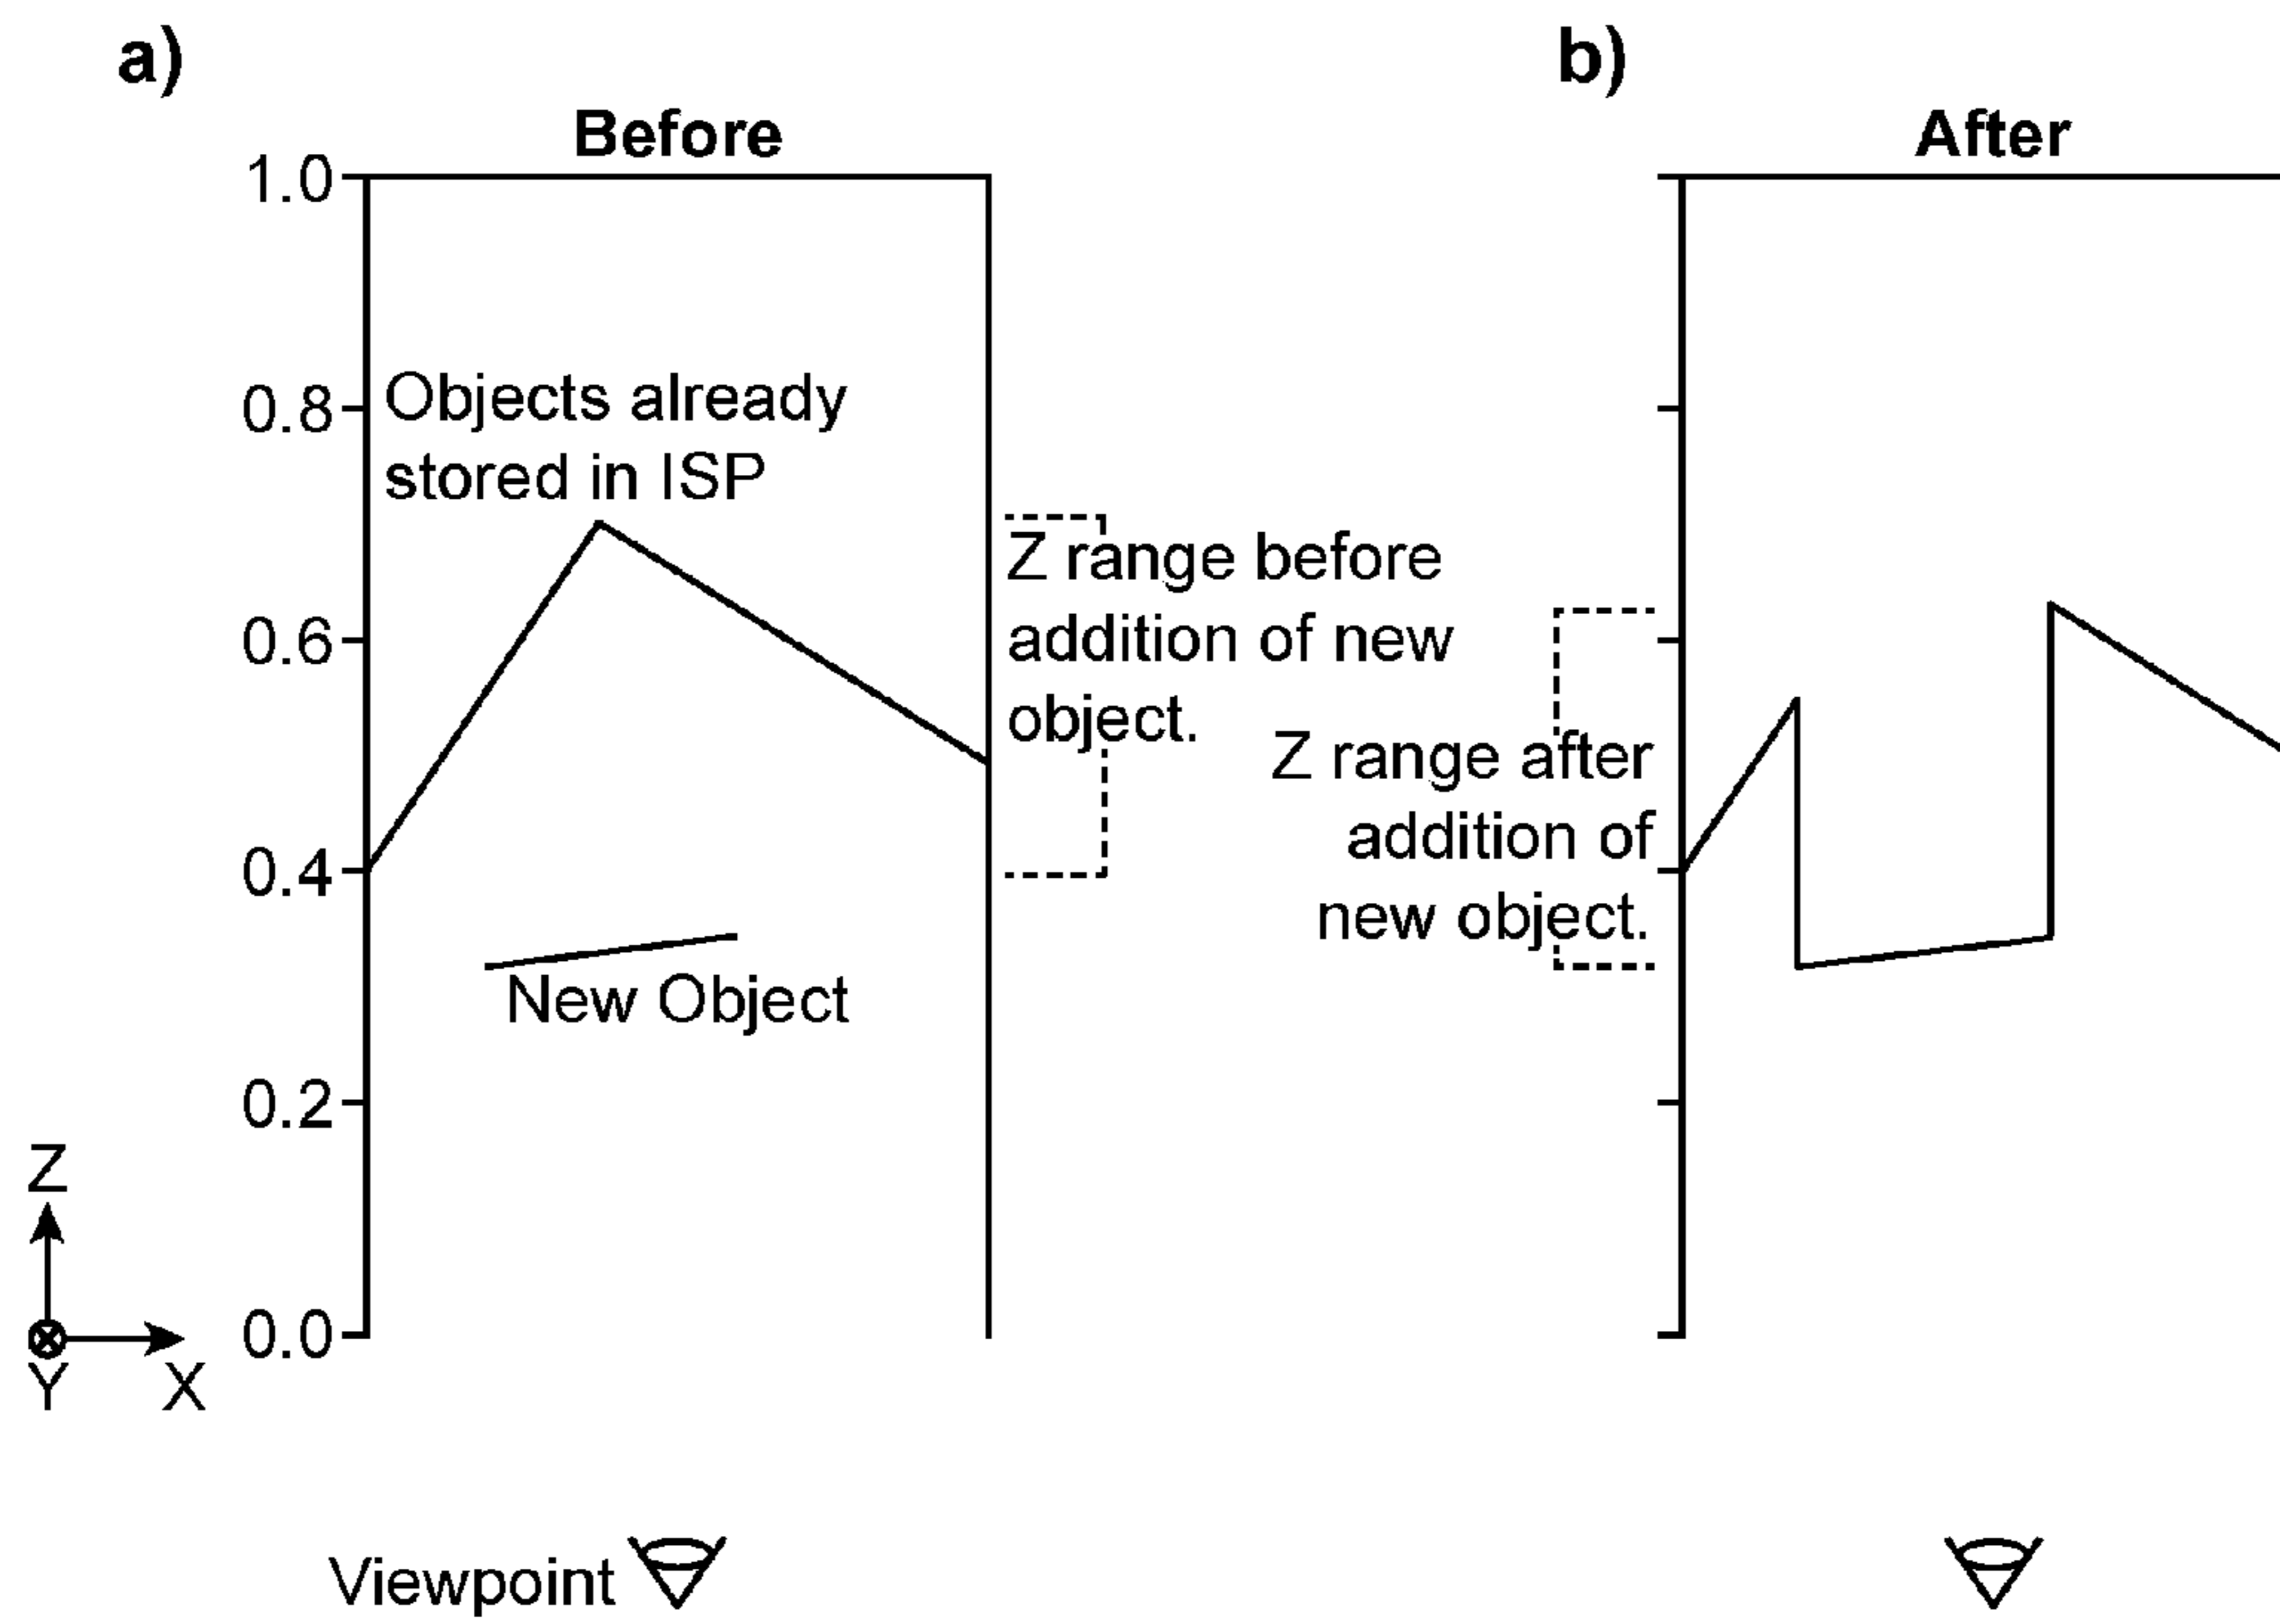 a)
Before
1.0
0.8
0.6
0.4
0.2
0.0
Objects already
stored in ISP
New Object
Z range before
addition of new
object.
Z
Y
X
Viewpoint
b)
After
Z range after
addition of
new object.